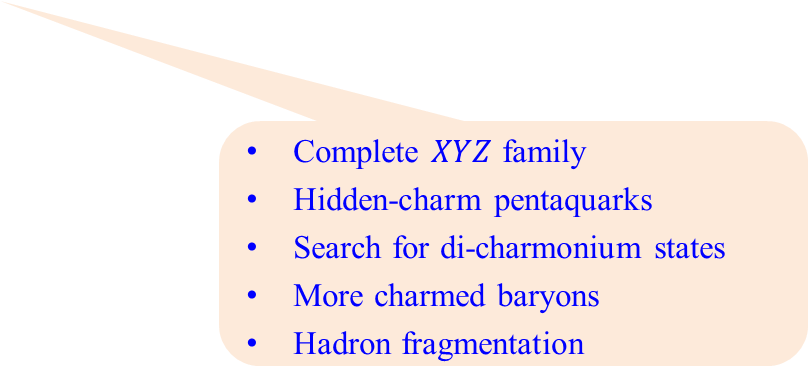 • Complete XYZ family
• Hidden-charm pentaquarks
• Search for di-charmonium states
• More charmed baryons
• Hadron fragmentation